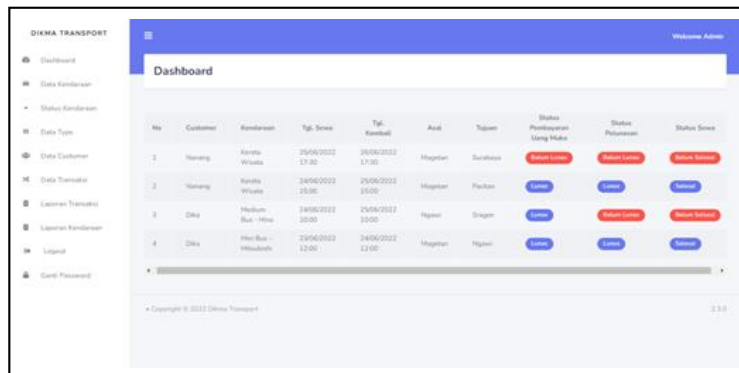 DIKMA TRANSPORT
Welcome Admin
Dashboard
Data Kendaraan
Status Kendaraan
Data Type
Data Customer
Data Transaksi
Laporan Transaksi
Laporan Kendaraan
Logout
Ganti Password
Dashboard
No Customer Kendaraan Tgl. Sewa Tgl. Kembali Asal Tujuan Status Pembayaran Uang Muka Status Pelunasan Status Sewa
1 Nanang Kereta Wisata 25/06/2022 17:30 26/06/2022 17:30 Magetan Surabaya Belum Lunas Belum Lunas Belum Selesai
2 Nanang Kereta Wisata 24/06/2022 15:00 25/06/2022 15:00 Magetan Pacitan Lunas Lunas Selesai
3 Dika Medium Bus - Hino 24/06/2022 10:00 25/06/2022 10:00 Ngawi Sragen Lunas Belum Lunas Belum Selesai
4 Dika Mini Bus - Mitsubishi 23/06/2022 12:00 24/06/2022 12:00 Magetan Ngawi Lunas Lunas Selesai
• Copyright © 2022 Dikma Transport
2.3.0